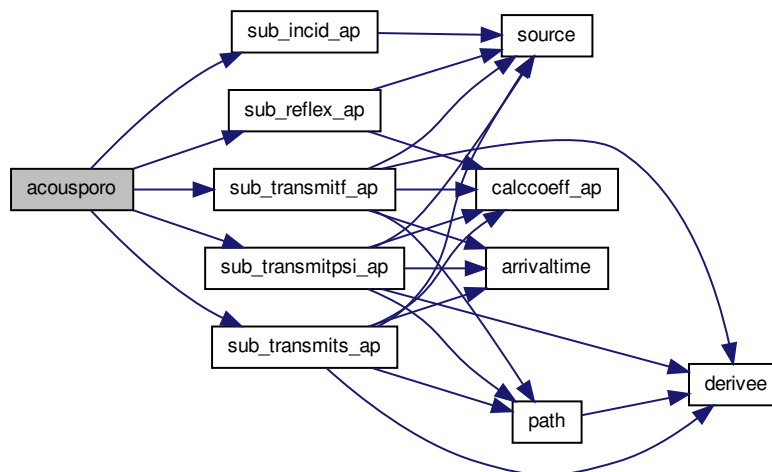 acousporo
sub_incid_ap
sub_reflex_ap
sub_transmitf_ap
sub_transmitpsi_ap
sub_transmits_ap
source
calccoeff_ap
arrivaltime
path
derivee